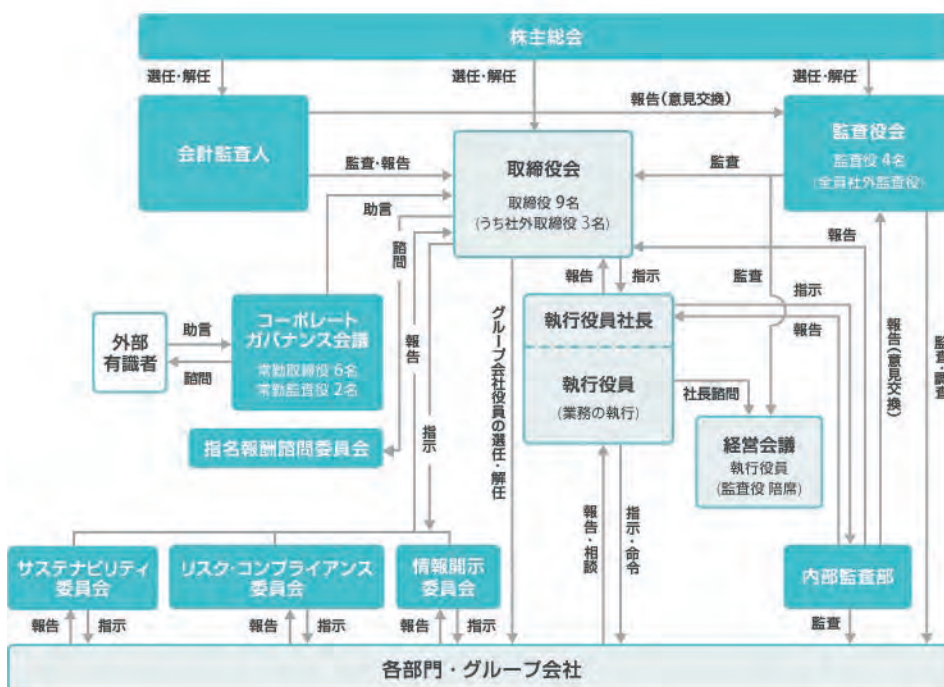 株主総会
選任・解任
選任・解任
選任・解任
報告(意見交換)
会計監査人
監査役会
監査役 4名
(全員社外監査役)
取締役会
取締役 9名
(うち社外取締役 3名)
監査・報告
監査
助言
諮問
報告
報告
指示
監査
指示
報告
グループ会社役員の選任・解任
報告
指示
執行役員社長
執行役員
(業務の執行)
社長諮問
外部
有識者
助言
諮問
コーポレート
ガバナンス会議
常勤取締役 6名
常勤監査役 2名
指名報酬諮問委員会
経営会議
執行役員
(監査役 陪席)
報告(意見交換)
監査・調査
報告・相談
指示・命令
サステナビリティ
委員会
リスク・コンプライアンス
委員会
情報開示
委員会
内部監査部
報告
指示
報告
指示
報告
指示
監査
各部門・グループ会社